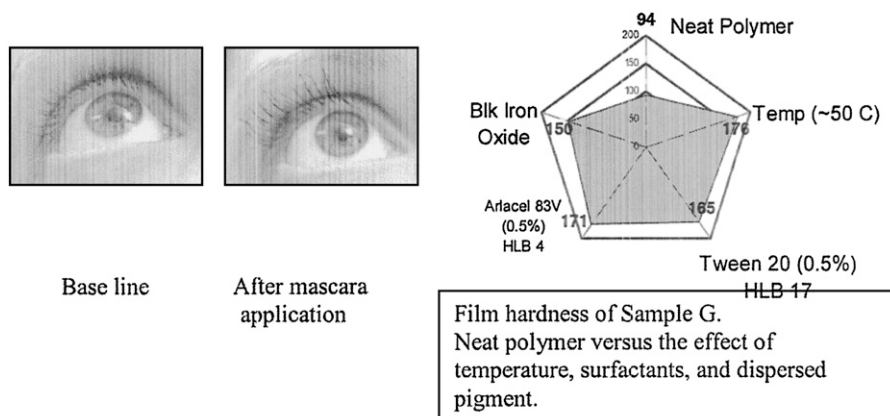 Base line
After mascara
application
94
Neat Polymer
200
150
100
50
0
Blk Iron
Oxide
150
Temp (~50 C)
176
Arlacel 83V
(0.5%)
HLB 4
171
165
Tween 20 (0.5%)
HLB 17
Film hardness of Sample G.
Neat polymer versus the effect of
temperature, surfactants, and dispersed
pigment.